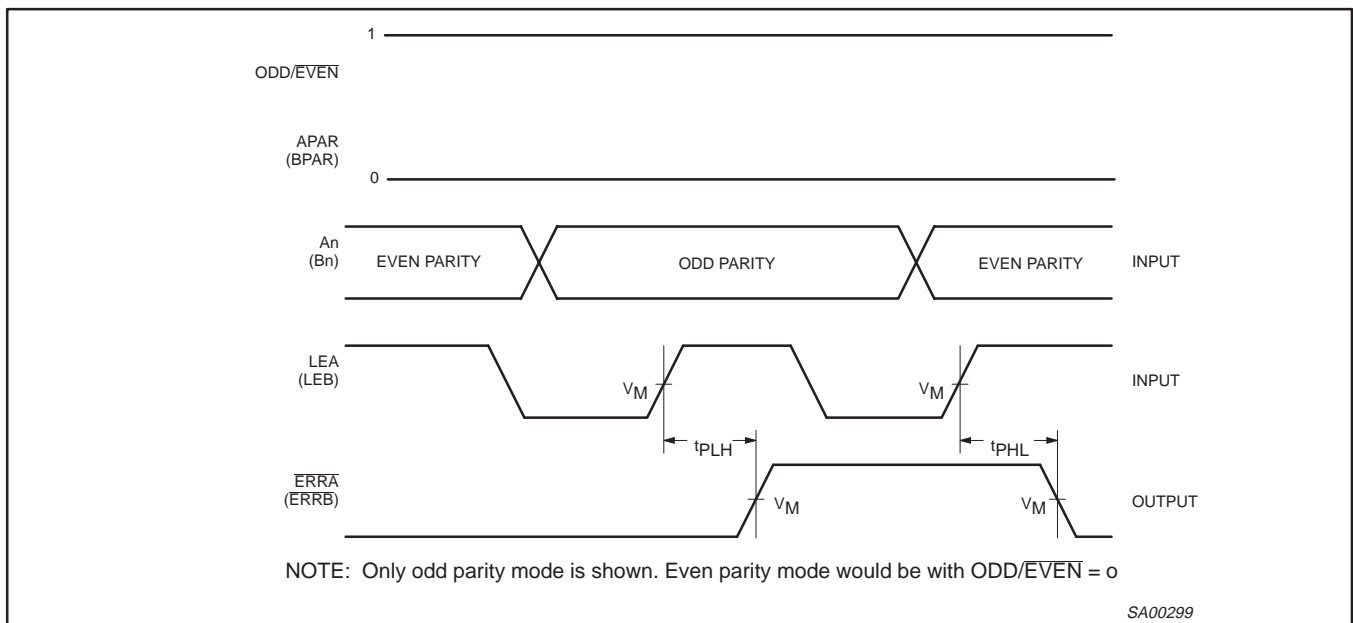 1
ODD/EVEN
APAR
(BPAR)
0
An
(Bn)
EVEN PARITY
ODD PARITY
EVEN PARITY
INPUT
LEA
(LEB)
VM
VM
INPUT
tPLH
tPHL
ERRA
(ERRB)
VM
VM
OUTPUT
NOTE: Only odd parity mode is shown. Even parity mode would be with ODD/EVEN = o
SA00299